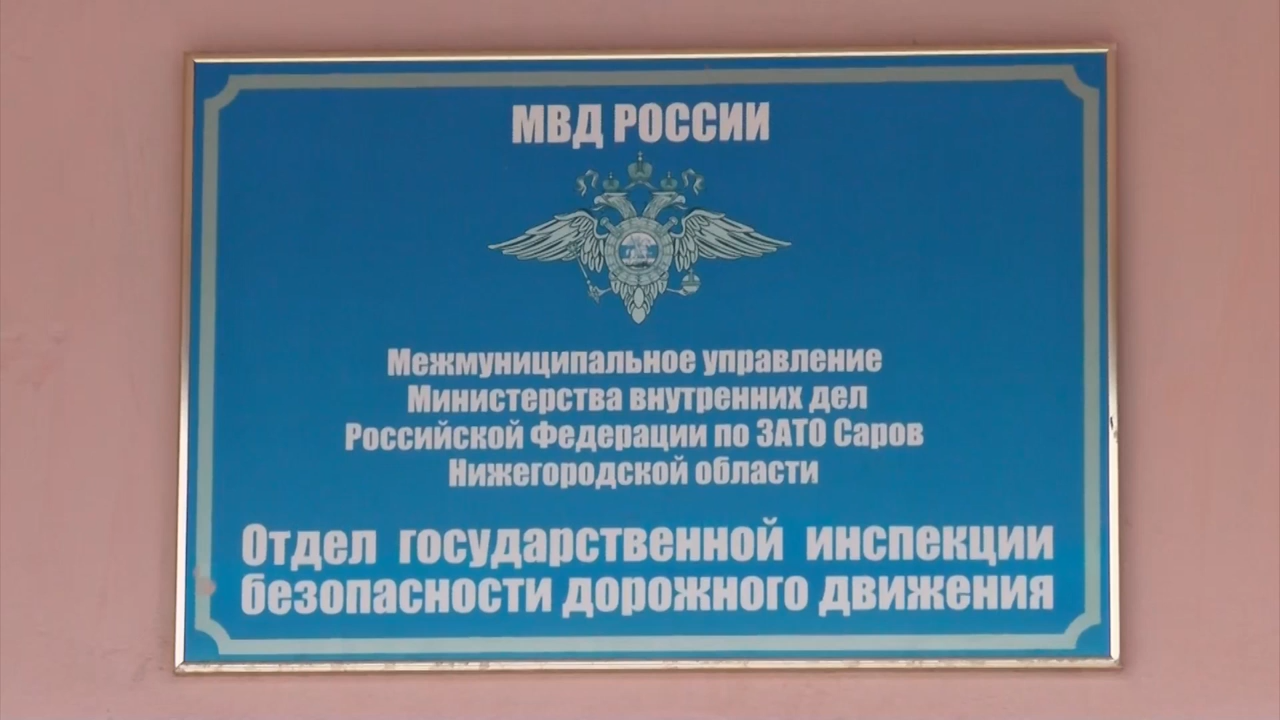 МВД РОССИИ
Межмуниципальное управление
Министерства внутренних дел
Российской Федерации по ЗАТО Саров
Нижегородской области
Отдел государственной инспекции
безопасности дорожного движения